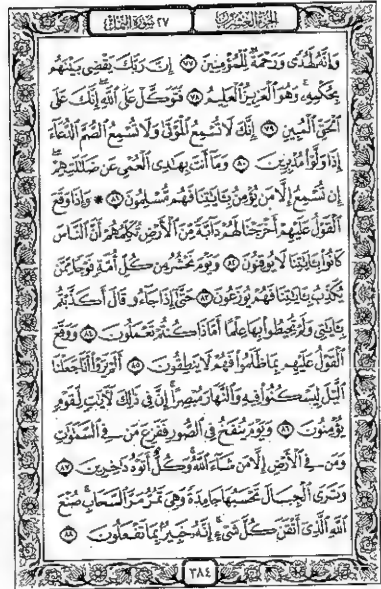 الجزء العشرون ٢٧ سورة النمل
وَإِنَّهُۥ لَهُدًى وَرَحْمَةٌ لِّلْمُؤْمِنِينَ ٧٧ إِنَّ رَبَّكَ يَقْضِى بَيْنَهُم
بِحُكْمِهِۦ وَهُوَ ٱلْعَزِيزُ ٱلْعَلِيمُ ٧٨ فَتَوَكَّلْ عَلَى ٱللَّهِ إِنَّكَ عَلَى
ٱلْحَقِّ ٱلْمُبِينِ ٧٩ إِنَّكَ لَا تُسْمِعُ ٱلْمَوْتَىٰ وَلَا تُسْمِعُ ٱلصُّمَّ ٱلدُّعَآءَ
إِذَا وَلَّوْا۟ مُدْبِرِينَ ٨٠ وَمَآ أَنتَ بِهَٰدِى ٱلْعُمْىِ عَن ضَلَٰلَتِهِمْ
إِن تُسْمِعُ إِلَّا مَن يُؤْمِنُ بِـَٔايَٰتِنَا فَهُم مُّسْلِمُونَ ٨١ * وَإِذَا وَقَعَ
ٱلْقَوْلُ عَلَيْهِمْ أَخْرَجْنَا لَهُمْ دَآبَّةً مِّنَ ٱلْأَرْضِ تُكَلِّمُهُمْ أَنَّ ٱلنَّاسَ
كَانُوا۟ بِـَٔايَٰتِنَا لَا يُوقِنُونَ ٨٢ وَيَوْمَ نَحْشُرُ مِن كُلِّ أُمَّةٍ فَوْجًا مِّمَّن
يُكَذِّبُ بِـَٔايَٰتِنَا فَهُمْ يُوزَعُونَ ٨٣ حَتَّىٰٓ إِذَا جَآءُو قَالَ أَكَذَّبْتُم
بِـَٔايَٰتِى وَلَمْ تُحِيطُوا۟ بِهَا عِلْمًا أَمَّاذَا كُنتُمْ تَعْمَلُونَ ٨٤ وَوَقَعَ
ٱلْقَوْلُ عَلَيْهِم بِمَا ظَلَمُوا۟ فَهُمْ لَا يَنطِقُونَ ٨٥ أَلَمْ يَرَوْا۟ أَنَّا جَعَلْنَا
ٱلَّيْلَ لِيَسْكُنُوا۟ فِيهِ وَٱلنَّهَارَ مُبْصِرًا إِنَّ فِى ذَٰلِكَ لَءَايَٰتٍ لِّقَوْمٍ
يُؤْمِنُونَ ٨٦ وَيَوْمَ يُنفَخُ فِى ٱلصُّورِ فَفَزِعَ مَن فِى ٱلسَّمَٰوَٰتِ
وَمَن فِى ٱلْأَرْضِ إِلَّا مَن شَآءَ ٱللَّهُ وَكُلٌّ أَتَوْهُ دَٰخِرِينَ ٨٧
وَتَرَى ٱلْجِبَالَ تَحْسَبُهَا جَامِدَةً وَهِىَ تَمُرُّ مَرَّ ٱلسَّحَابِ صُنْعَ
ٱللَّهِ ٱلَّذِىٓ أَتْقَنَ كُلَّ شَىْءٍ إِنَّهُۥ خَبِيرٌۢ بِمَا تَفْعَلُونَ ٨٨
٣٨٤